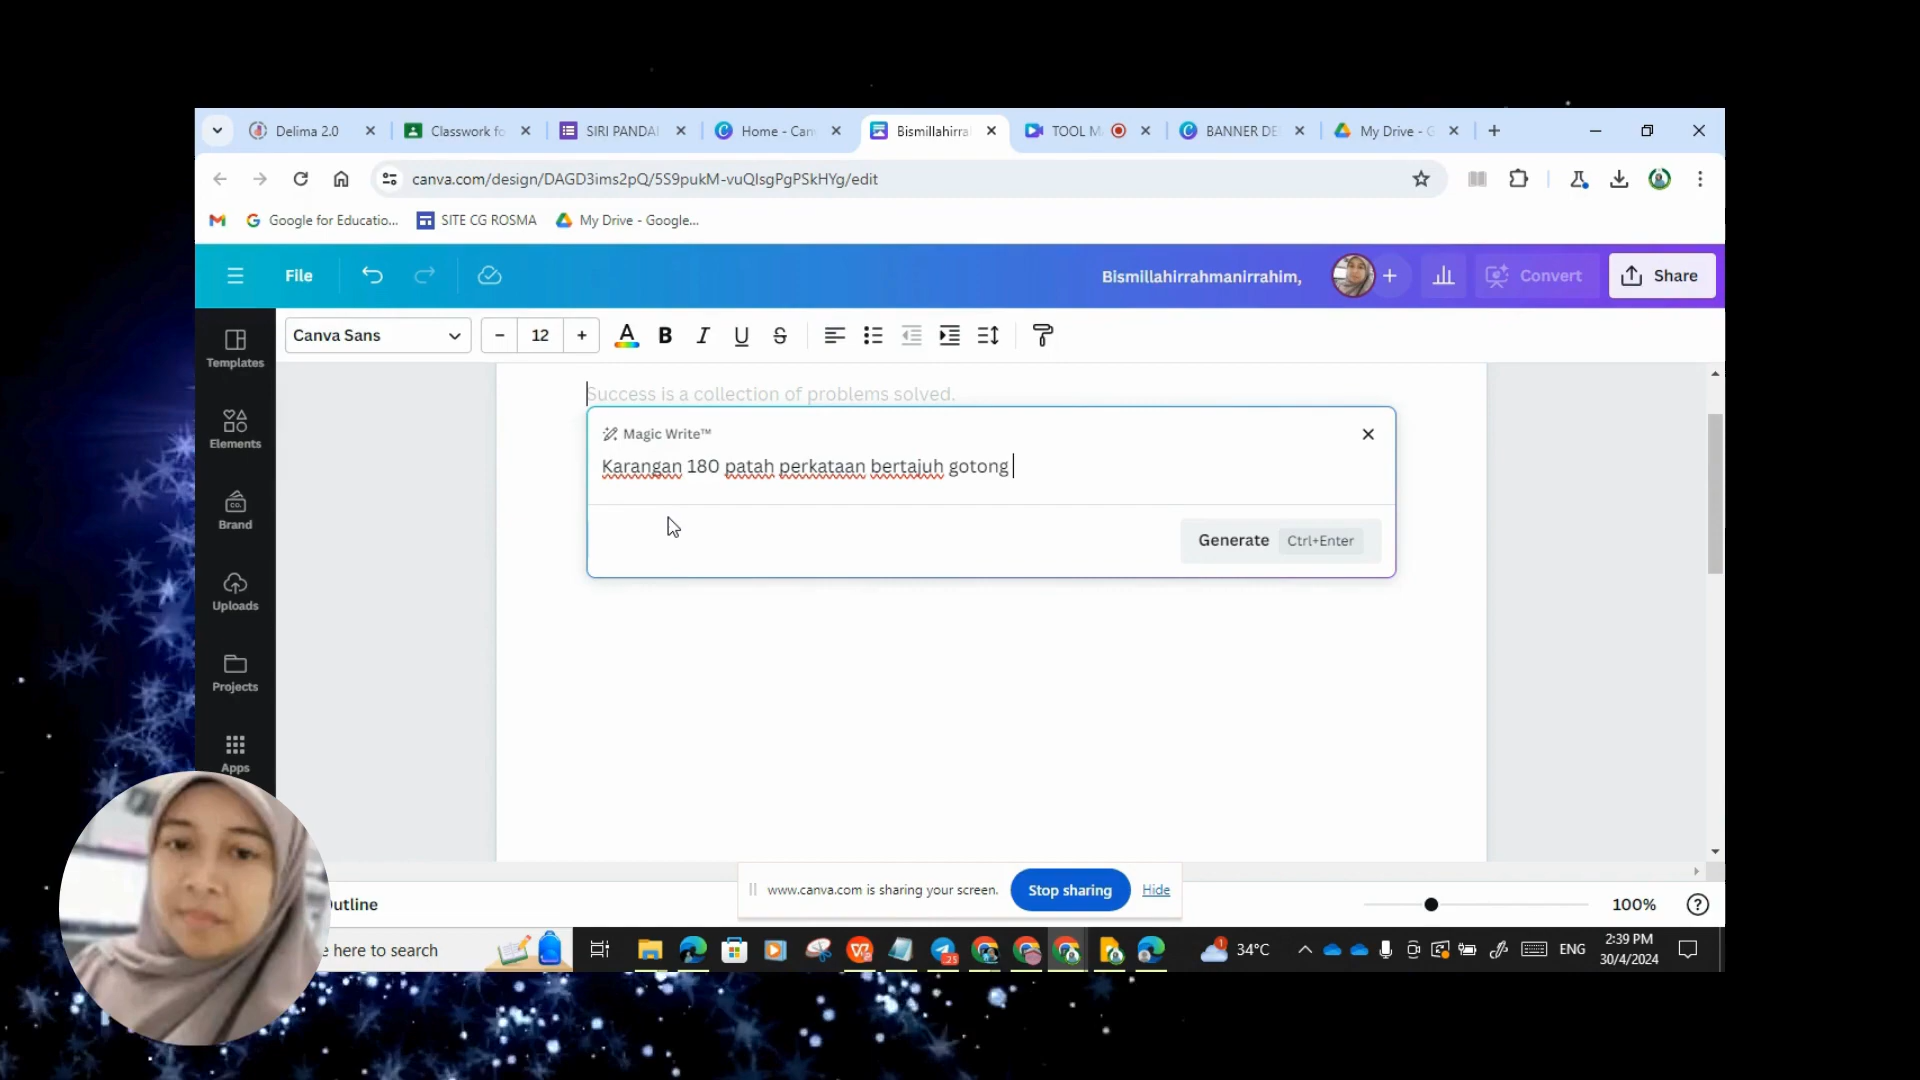 Delima 2.0
Classwork fo
SIRI PANDAI
Home - Can
Bismillahirra
TOOL M
BANNER DE
My Drive - G
canva.com/design/DAGD3ims2pQ/5S9pukM-vuQIsgPgPSkHYg/edit
Google for Educatio...
SITE CG ROSMA
My Drive - Google...
File
Bismillahirrahmanirrahim,
Convert
Share
Canva Sans
12
Templates
Elements
Brand
Uploads
Projects
Apps
Success is a collection of problems solved.
Magic Write™
Karangan 180 patah perkataan bertajuh gotong
Generate Ctrl+Enter
www.canva.com is sharing your screen.
Stop sharing
Hide
utline
100%
e here to search
34°C
ENG
2:39 PM
30/4/2024